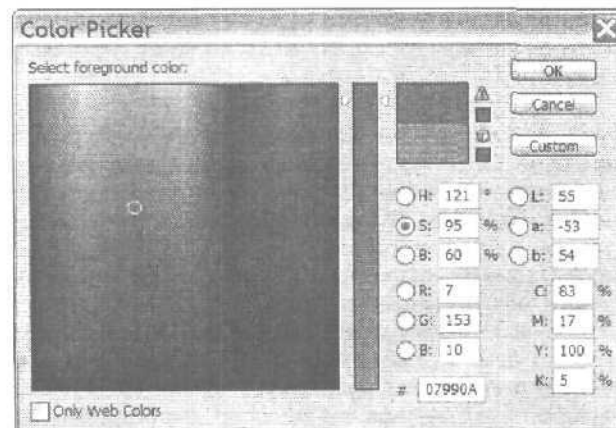 Color Picker
Select foreground color:
OK
Cancel
Custom
H: 121 °
S: 95 %
B: 60 %
R: 7
G: 153
B: 10
# 07990A
L: 55
a: -53
b: 54
C: 83 %
M: 17 %
Y: 100 %
K: 5 %
Only Web Colors